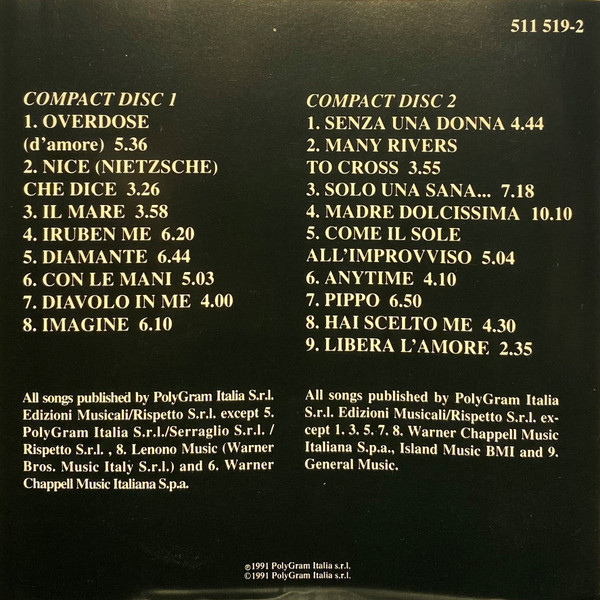 511 519-2
COMPACT DISC 1
1. OVERDOSE
(d'amore) 5.36
2. NICE (NIETZSCHE)
CHE DICE 3.26
3. IL MARE 3.58
4. IRUBEN ME 6.20
5. DIAMANTE 6.44
6. CON LE MANI 5.03
7. DIAVOLO IN ME 4.00
8. IMAGINE 6.10
All songs published by PolyGram Italia S.r.l.
Edizioni Musicali/Rispetto S.r.l. except 5.
PolyGram Italia S.r.l./Serraglio S.r.l. /
Rispetto S.r.l. , 8. Lenono Music (Warner
Bros. Music Italy S.r.l.) and 6. Warner
Chappell Music Italiana S.p.a.
COMPACT DISC 2
1. SENZA UNA DONNA 4.44
2. MANY RIVERS
TO CROSS 3.55
3. SOLO UNA SANA... 7.18
4. MADRE DOLCISSIMA 10.10
5. COME IL SOLE
ALL'IMPROVVISO 5.04
6. ANYTIME 4.10
7. PIPPO 6.50
8. HAI SCELTO ME 4.30
9. LIBERA L'AMORE 2.35
All songs published by PolyGram Italia
S.r.l. Edizioni Musicali/Rispetto S.r.l. ex-
cept 1. 3. 5. 7. 8. Warner Chappell Music
Italiana S.p.a., Island Music BMI and 9.
General Music.
℗1991 PolyGram Italia s.r.l.
©1991 PolyGram Italia s.r.l.